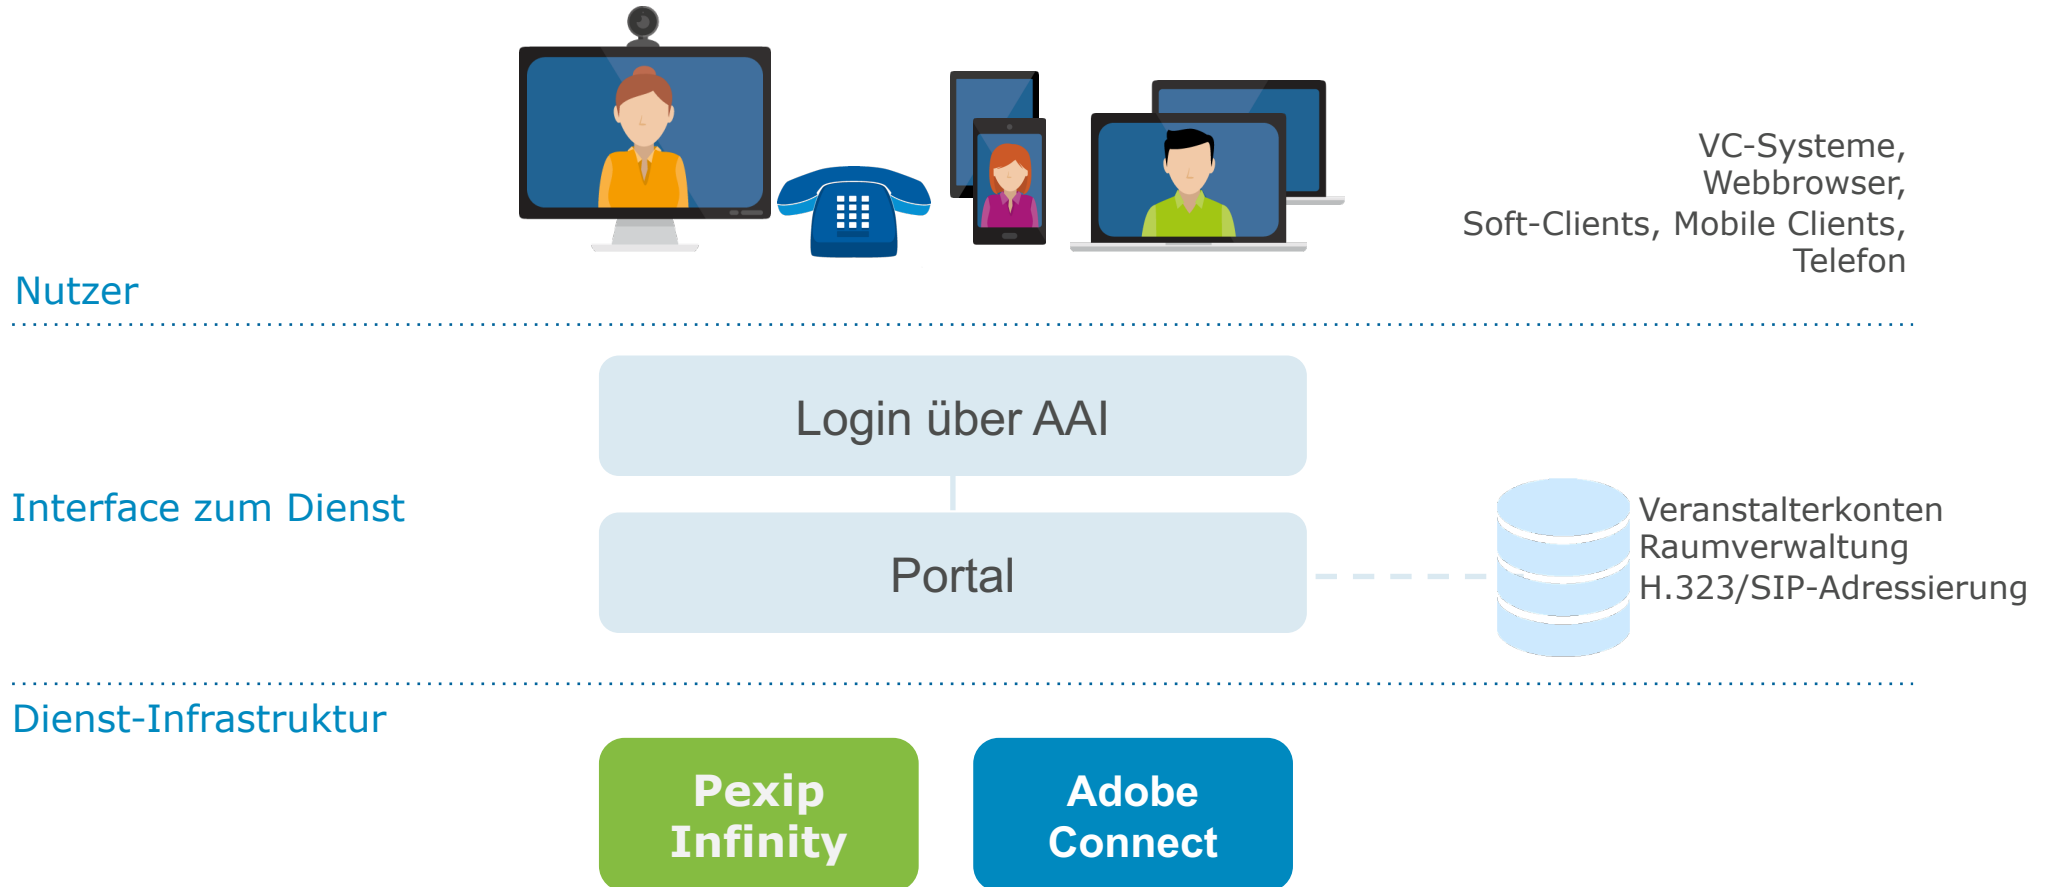 VC-Systeme,
Webbrowser,
Soft-Clients, Mobile Clients,
Telefon
Nutzer
Login über AAI
Interface zum Dienst
Portal
Veranstalterkonten
Raumverwaltung
H.323/SIP-Adressierung
Dienst-Infrastruktur
Pexip
Infinity
Adobe
Connect